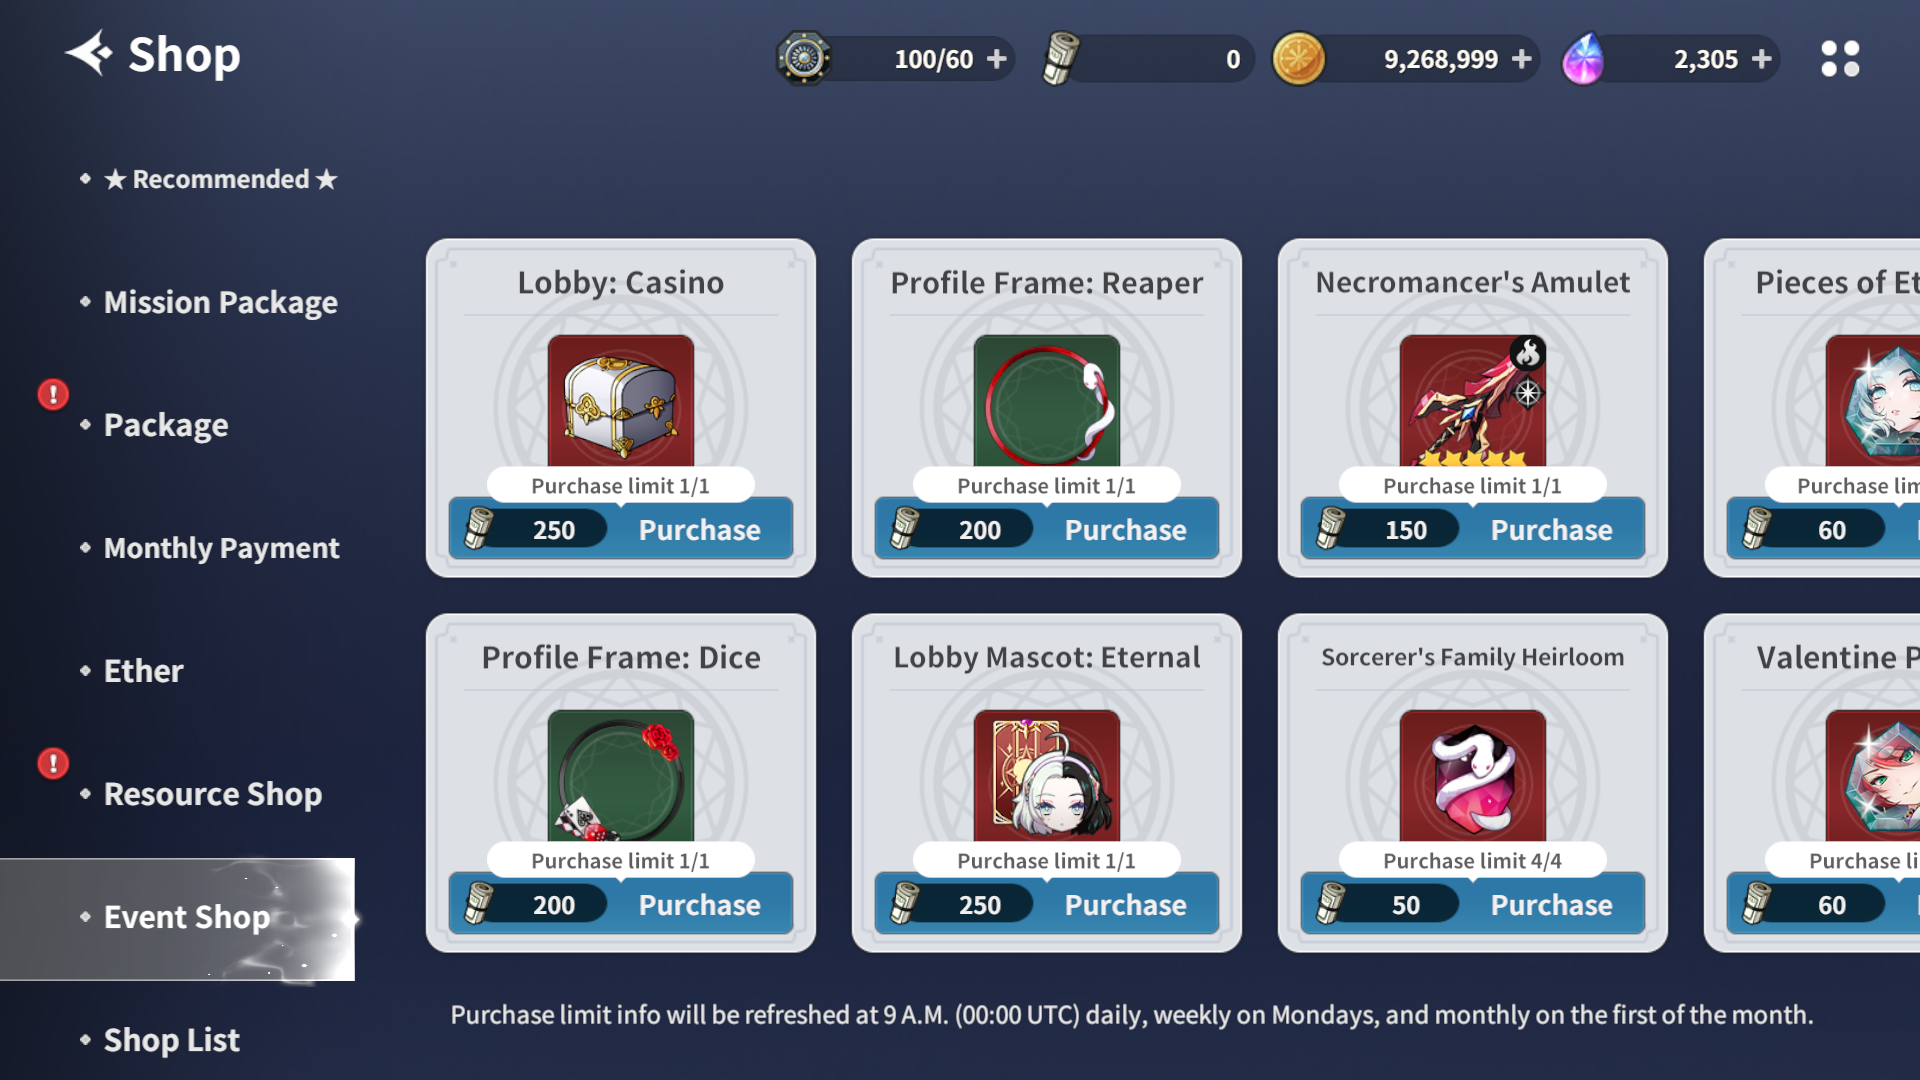 Shop
100/60
0
9,268,999
2,305
★ Recommended ★
Mission Package
Package
Monthly Payment
Ether
Resource Shop
Event Shop
Shop List
Lobby: Casino
Purchase limit 1/1
250 Purchase
Profile Frame: Reaper
Purchase limit 1/1
200 Purchase
Necromancer's Amulet
Purchase limit 1/1
150 Purchase
Pieces of
Purchase
60
Profile Frame: Dice
Purchase limit 1/1
200 Purchase
Lobby Mascot: Eternal
Purchase limit 1/1
250 Purchase
Sorcerer's Family Heirloom
Purchase limit 4/4
50 Purchase
Valentine
Purchase
60
Purchase limit info will be refreshed at 9 A.M. (00:00 UTC) daily, weekly on Mondays, and monthly on the first of the month.